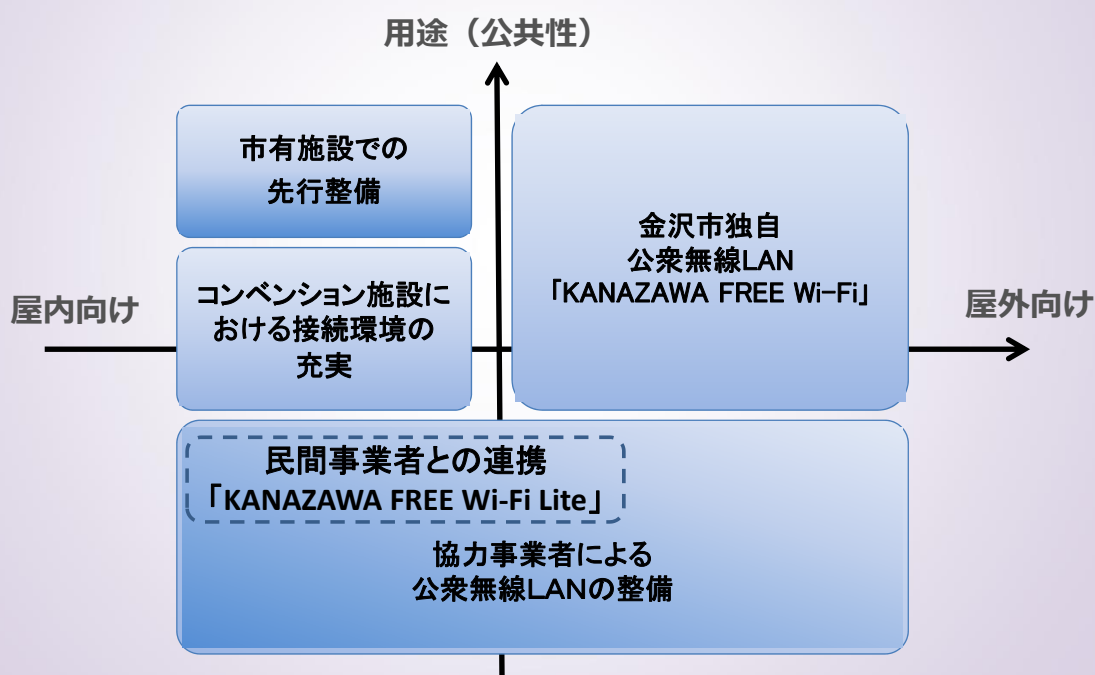 用途（公共性）
市有施設での
先行整備
金沢市独自
公衆無線LAN
「KANAZAWA FREE Wi-Fi」
コンベンション施設に
おける接続環境の
充実
屋内向け
屋外向け
民間事業者との連携
「KANAZAWA FREE Wi-Fi Lite」
協力事業者による
公衆無線LANの整備